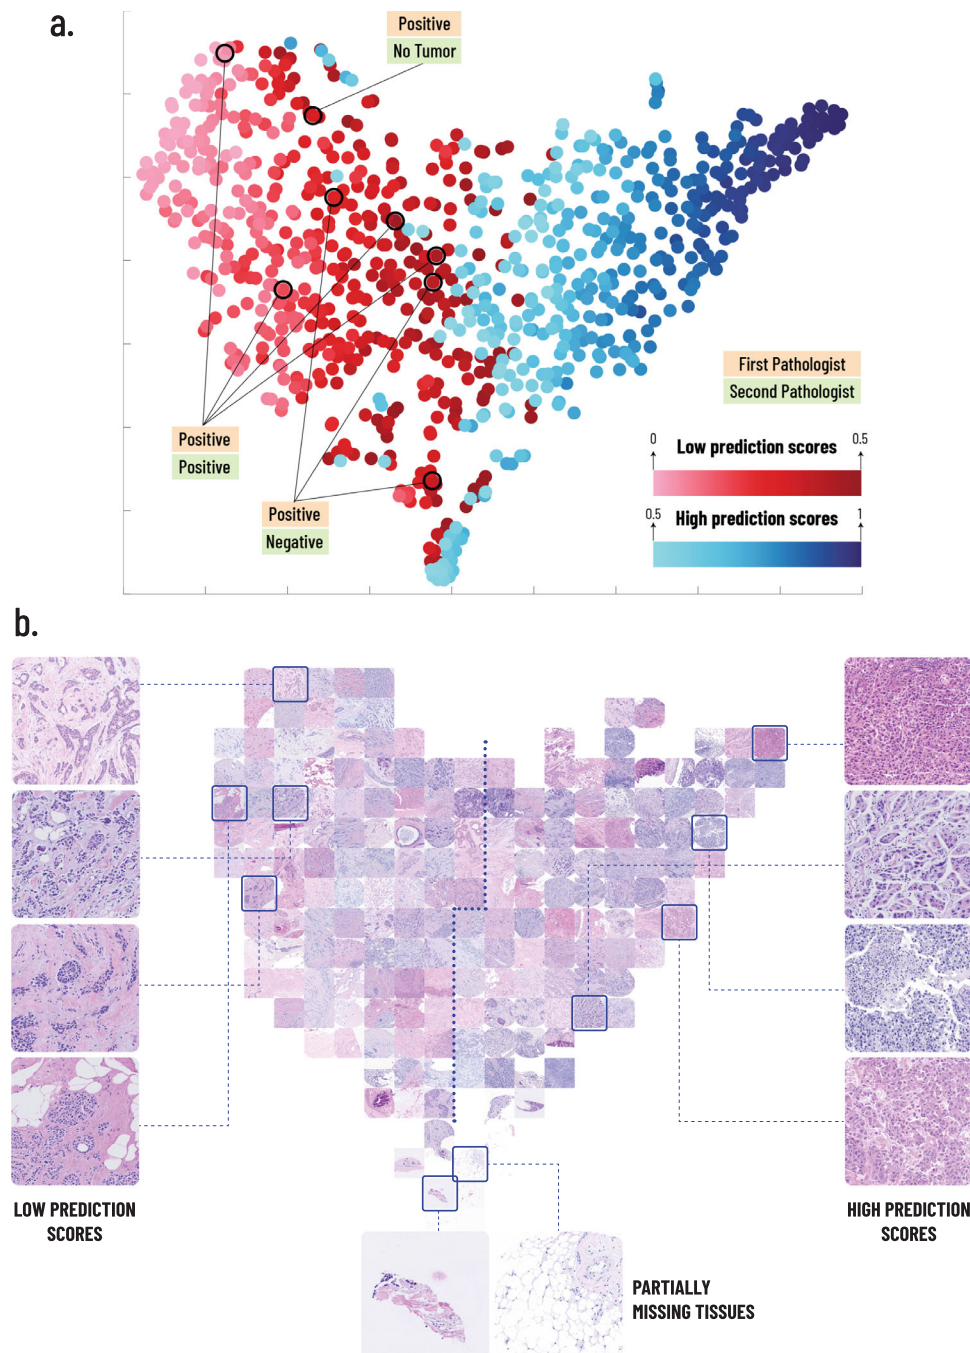 a.
Positive
No Tumor
First Pathologist
Second Pathologist
Positive
Positive
0
Low prediction scores
0.5
Positive
Negative
0.5
High prediction scores
1
b.
LOW PREDICTION
SCORES
HIGH PREDICTION
SCORES
PARTIALLY
MISSING TISSUES